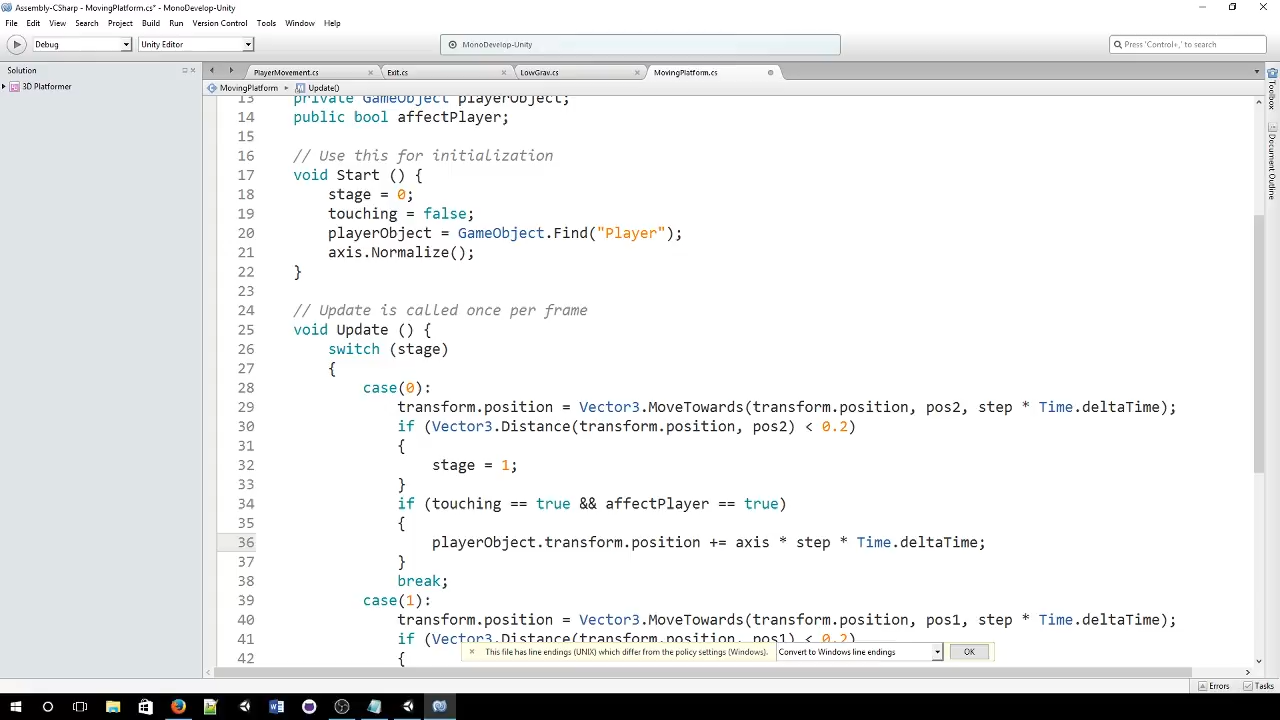 Assembly-CSharp - MovingPlatform.cs* - MonoDevelop-Unity
File Edit View Search Project Build Run Version Control Tools Window Help
Debug Unity Editor MonoDevelop-Unity Press 'Control+,' to search
Solution
PlayerMovement.cs Exit.cs LowGrav.cs MovingPlatform.cs
3D Platformer
MovingPlatform Update()
Toolbox
Document Outline
13 private GameObject playerObject;
14 public bool affectPlayer;
15
16 // Use this for initialization
17 void Start () {
18 stage = 0;
19 touching = false;
20 playerObject = GameObject.Find("Player");
21 axis.Normalize();
22 }
23
24 // Update is called once per frame
25 void Update () {
26 switch (stage)
27 {
28 case(0):
29 transform.position = Vector3.MoveTowards(transform.position, pos2, step * Time.deltaTime);
30 if (Vector3.Distance(transform.position, pos2) < 0.2)
31 {
32 stage = 1;
33 }
34 if (touching == true && affectPlayer == true)
35 {
36 playerObject.transform.position += axis * step * Time.deltaTime;
37 }
38 break;
39 case(1):
40 transform.position = Vector3.MoveTowards(transform.position, pos1, step * Time.deltaTime);
41 if (Vector3.Distance(transform.position, pos1) < 0.2)
42 {
This file has line endings (UNIX) which differ from the policy settings (Windows). Convert to Windows line endings OK
Errors Tasks